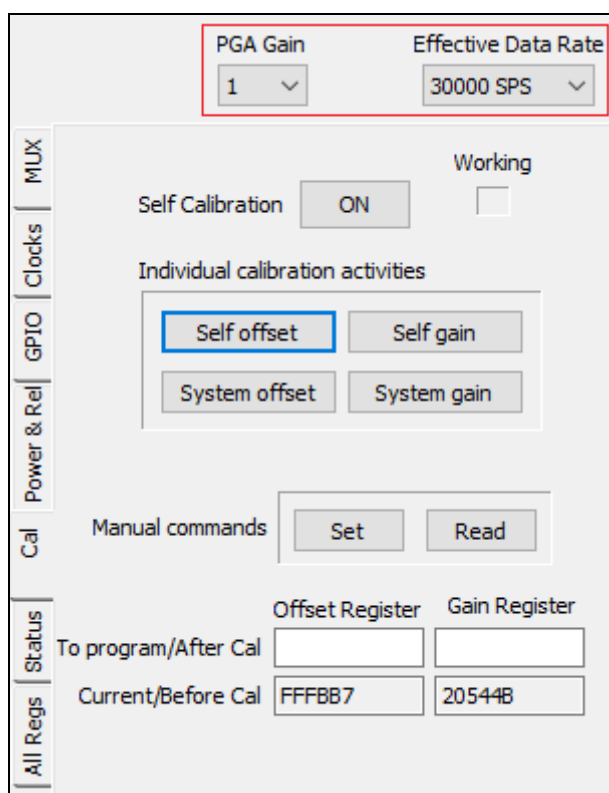 PGA Gain Effective Data Rate
1 30000 SPS
MUX
Clocks
GPIO
Power & Rel
Cal
Status
All Regs
Working
Self Calibration ON
Individual calibration activities
Self offset Self gain
System offset System gain
Manual commands Set Read
Offset Register Gain Register
To program/After Cal
Current/Before Cal FFFBB7 20544B